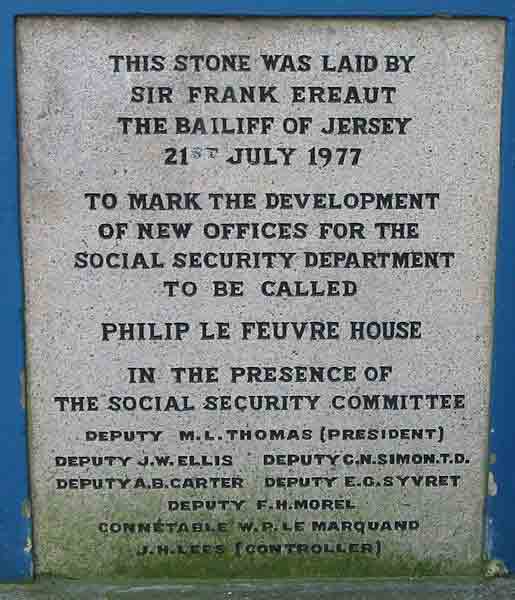 THIS STONE WAS LAID BY
SIR FRANK EREAUT
THE BAILIFF OF JERSEY
21ST JULY 1977
TO MARK THE DEVELOPMENT
OF NEW OFFICES FOR THE
SOCIAL SECURITY DEPARTMENT
TO BE CALLED
PHILIP LE FEUVRE HOUSE
IN THE PRESENCE OF
THE SOCIAL SECURITY COMMITTEE
DEPUTY M.L.THOMAS (PRESIDENT)
DEPUTY J.W.ELLIS DEPUTY C.N.SIMON.T.D.
DEPUTY A.B.CARTER DEPUTY E.G.SYVRET
DEPUTY F.H.MOREL
CONNÉTABLE W.P.LE MARQUAND
J.H.LEES (CONTROLLER)